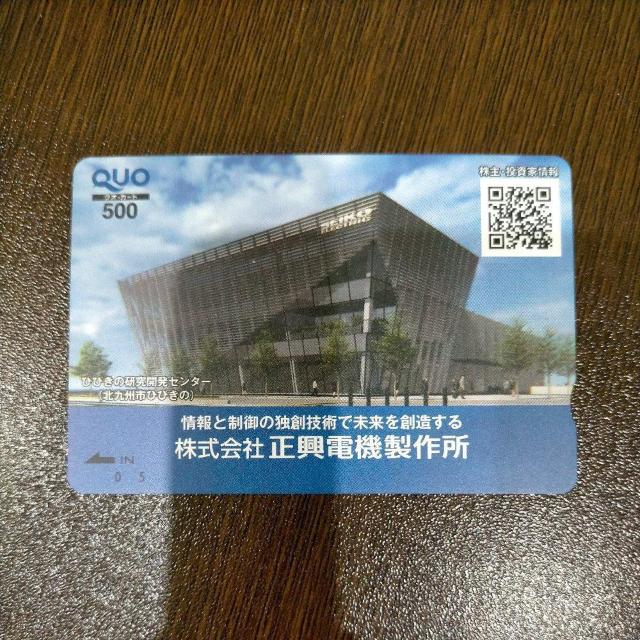 QUO
クオ・カード
500
株主・投資家情報
ひびきの研究開発センター
(北九州市ひびきの)
情報と制御の独創技術で未来を創造する
株式会社 正興電機製作所
IN
0 5